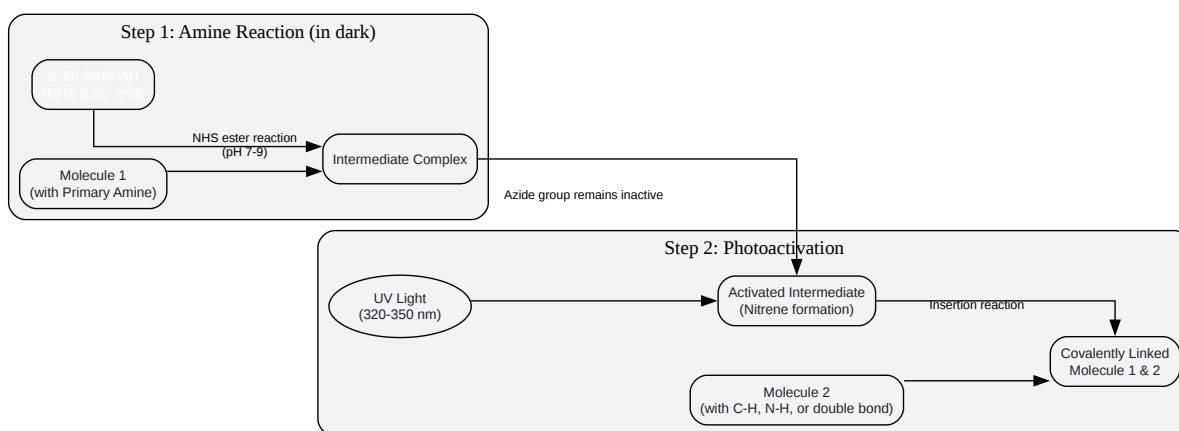 Step 1: Amine Reaction (in dark)
Sulfo-SANPAH
(NHS Ester end)
NHS ester reaction
(pH 7-9)
Molecule 1
(with Primary Amine)
Intermediate Complex
Azide group remains inactive
Step 2: Photoactivation
UV Light
(320-350 nm)
Activated Intermediate
(Nitrene formation)
Insertion reaction
Covalently Linked
Molecule 1 & 2
Molecule 2
(with C-H, N-H, or double bond)